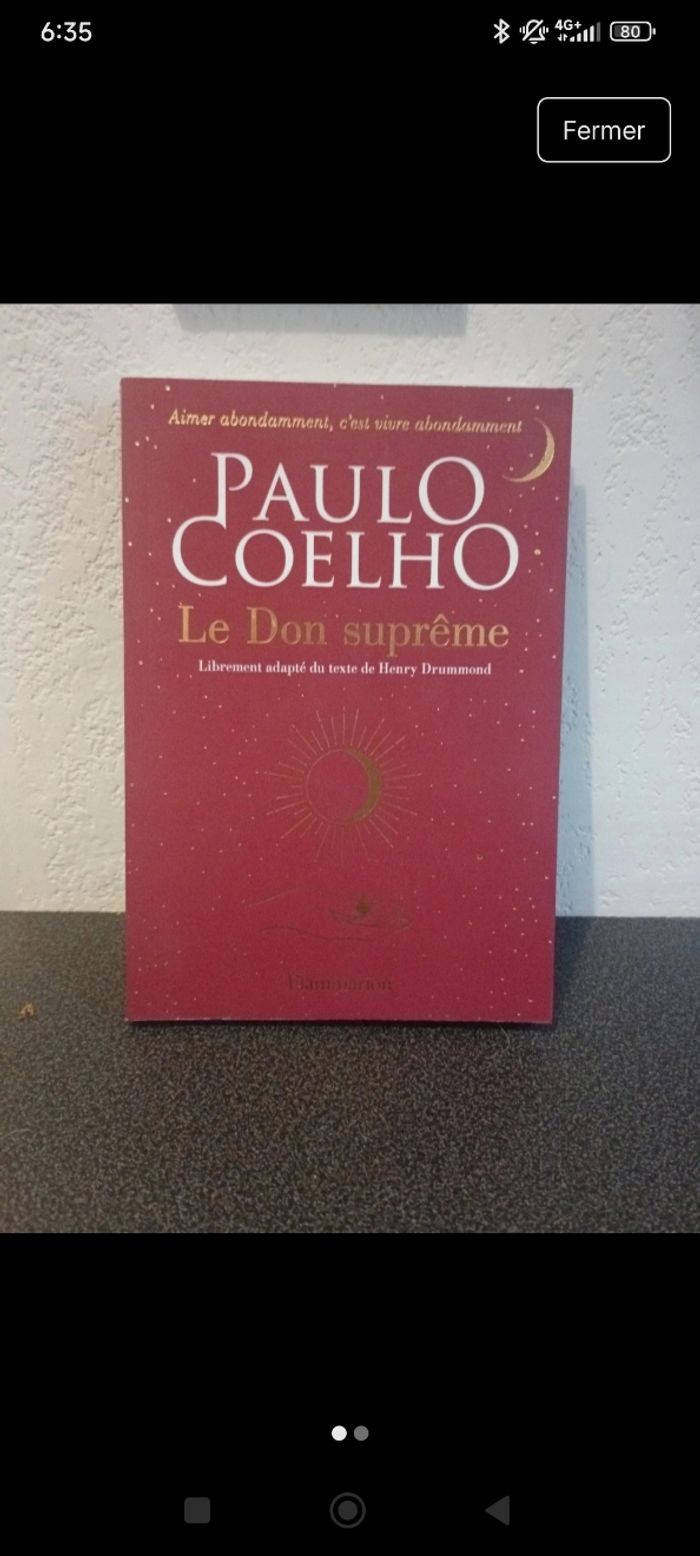 6:35
4G+
80
Fermer
Aimer abondamment, c'est vivre abondamment
PAULO
COELHO
Le Don suprême
Librement adapté du texte de Henry Drummond
Flammarion